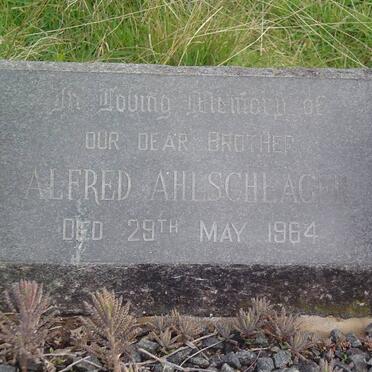 In Loving Memory of
OUR DEAR BROTHER
ALFRED AHLSCHLAGER
DIED 29TH MAY 1964